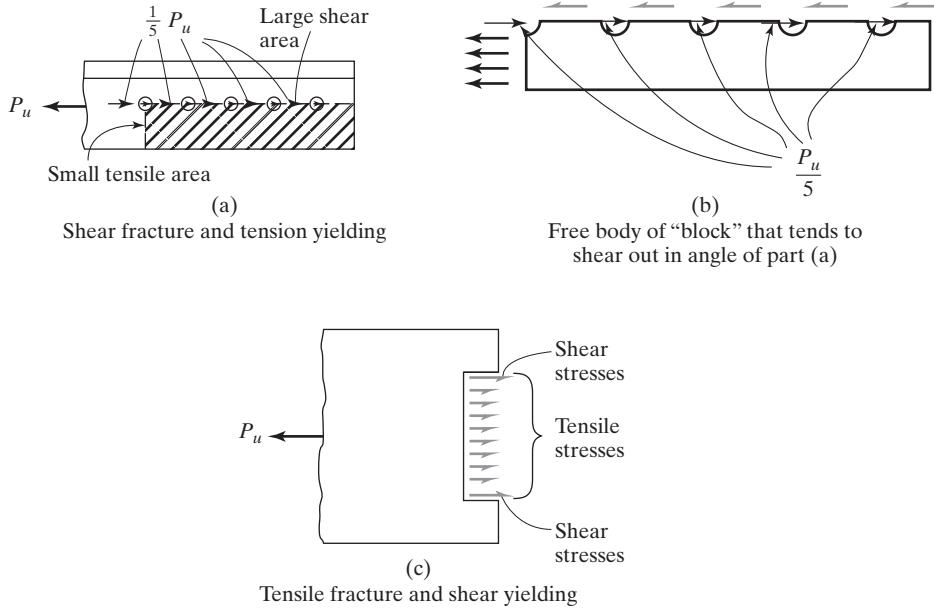 1/5 P_u
Large shear
area
P_u
Small tensile area
(a)
Shear fracture and tension yielding
P_u/5
(b)
Free body of “block” that tends to
shear out in angle of part (a)
Shear
stresses
P_u
Tensile
stresses
Shear
stresses
(c)
Tensile fracture and shear yielding